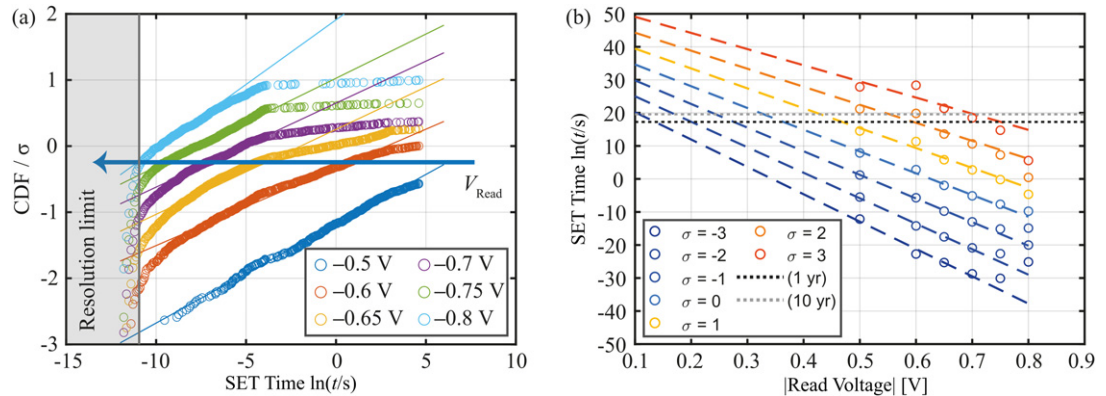 (a)
2
1
0
-1
-2
-3
CDF / σ
Resolution limit
V_Read
−0.5 V
−0.6 V
−0.65 V
−0.7 V
−0.75 V
−0.8 V
-15
-10
-5
0
5
10
SET Time ln(t/s)
(b)
50
40
30
20
10
0
-10
-20
-30
-40
-50
SET Time ln(t/s)
σ = -3
σ = -2
σ = -1
σ = 0
σ = 1
σ = 2
σ = 3
(1 yr)
(10 yr)
0.1
0.2
0.3
0.4
0.5
0.6
0.7
0.8
0.9
|Read Voltage| [V]